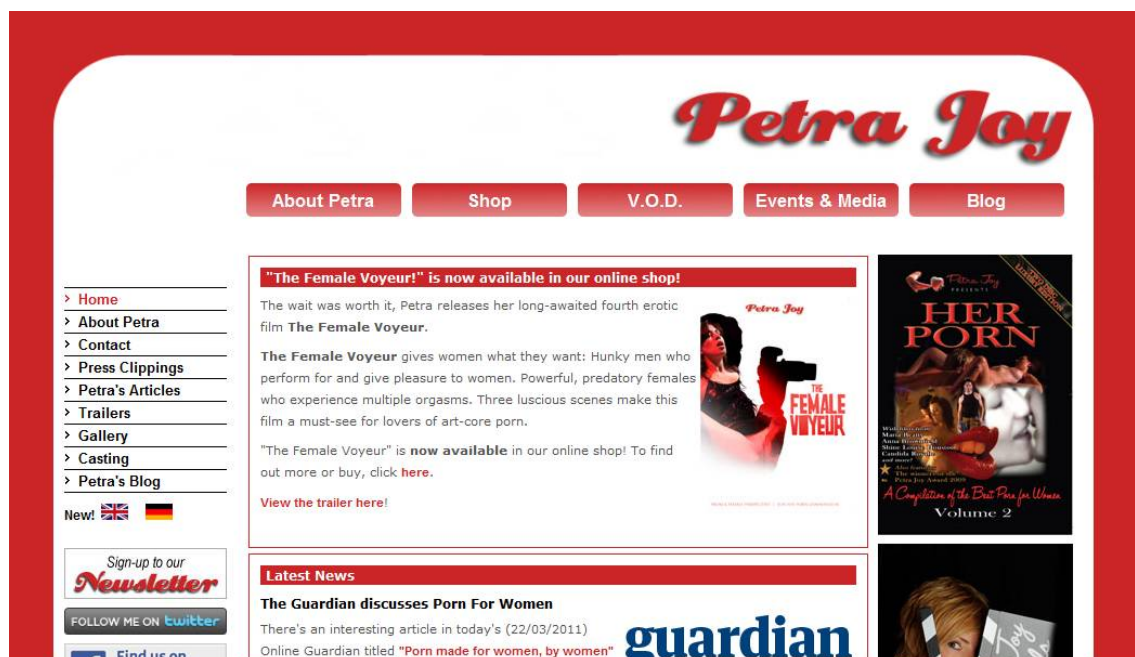 Petra Joy
About Petra
Shop
V.O.D.
Events & Media
Blog
> Home
> About Petra
> Contact
> Press Clippings
> Petra's Articles
> Trailers
> Gallery
> Casting
> Petra's Blog
New!
Sign-up to our
Newsletter
FOLLOW ME ON twitter
Find us on
"The Female Voyeur!" is now available in our online shop!
The wait was worth it, Petra releases her long-awaited fourth erotic
film The Female Voyeur.
The Female Voyeur gives women what they want: Hunky men who
perform for and give pleasure to women. Powerful, predatory females
who experience multiple orgasms. Three luscious scenes make this
film a must-see for lovers of art-core porn.
"The Female Voyeur" is now available in our online shop! To find
out more or buy, click here.
View the trailer here!
Petra Joy
THE
FEMALE
VOYEUR
Latest News
The Guardian discusses Porn For Women
There's an interesting article in today's (22/03/2011)
Online Guardian titled "Porn made for women, by women"
guardian
Petra Joy
PRESENTS
HER
PORN
and more!
A Compilation of the Best Porn for Women
Volume 2